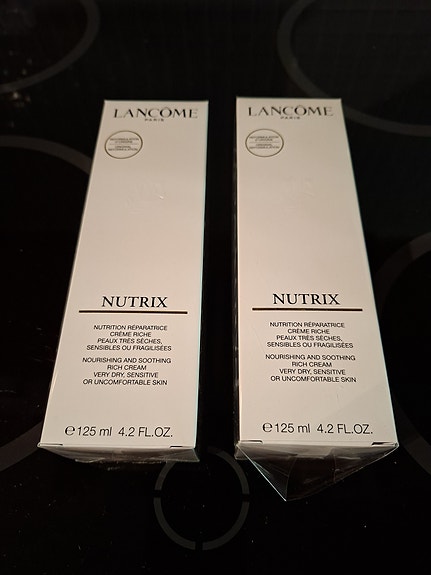 LANCÔME
PARIS
NUTRIX
NUTRITION RÉPARATRICE
CRÈME RICHE
PEAUX TRÈS SÈCHES,
SENSIBLES OU FRAGILISÉES
NOURISHING AND SOOTHING
RICH CREAM
VERY DRY, SENSITIVE
OR UNCOMFORTABLE SKIN
℮ 125 ml 4.2 FL.OZ.
LANCÔME
PARIS
NUTRIX
NUTRITION RÉPARATRICE
CRÈME RICHE
PEAUX TRÈS SÈCHES,
SENSIBLES OU FRAGILISÉES
NOURISHING AND SOOTHING
RICH CREAM
VERY DRY, SENSITIVE
OR UNCOMFORTABLE SKIN
℮ 125 ml 4.2 FL.OZ.